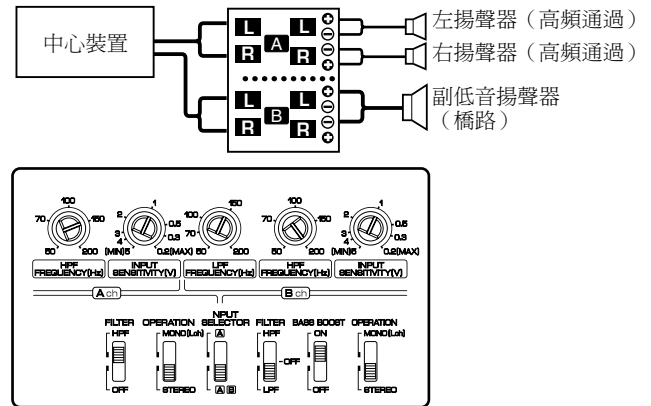 中心裝置
L L
A
R R
L L
B
R R
左揚聲器（高頻通過）
右揚聲器（高頻通過）
副低音揚聲器
（橋路）
100
70 150
50 200
HPF
FREQUENCY(Hz)
1
2 0.5
3 0.3
4
(MIN)5 0.2(MAX)
INPUT
SENSITIVITY(V)
100 150
70
50 200
LPF
FREQUENCY(Hz)
100
70 150
50 200
HPF
FREQUENCY(Hz)
1
2 0.5
3 0.3
4
(MIN)5 0.2(MAX)
INPUT
SENSITIVITY(V)
A ch
B ch
FILTER
HPF
OFF
OPERATION
MONO(Lch)
STEREO
INPUT
SELECTOR
A
A B
FILTER
HPF
OFF
LPF
BASS BOOST
ON
OFF
OPERATION
MONO(Lch)
STEREO